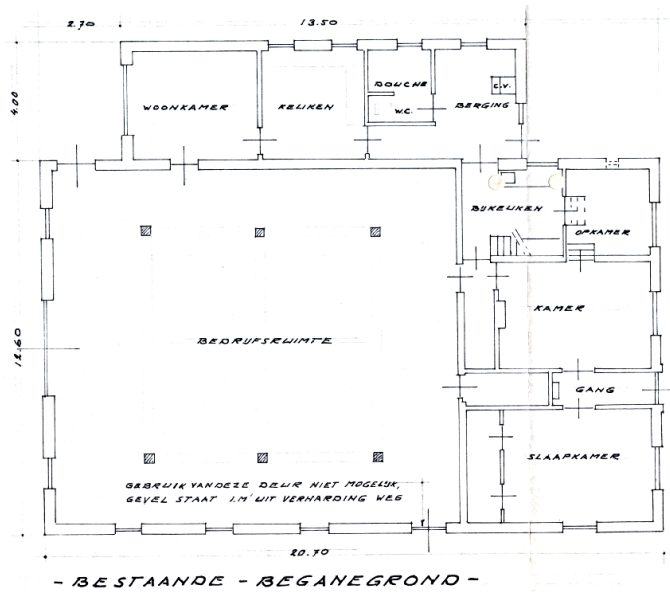 2.70
13.50
4.00
WOONKAMER
KEUKEN
DOUCHE
W.C.
C.V.
BERGING
BIJKEUKEN
OPKAMER
12.60
BEDRIJFSRUIMTE
KAMER
GANG
SLAAPKAMER
GEBRUIK VAN DEZE DEUR NIET MOGELIJK,
GEVEL STAAT 1.M' UIT VERHARDING WEG
20.70
- BESTAANDE - BEGANEGROND -